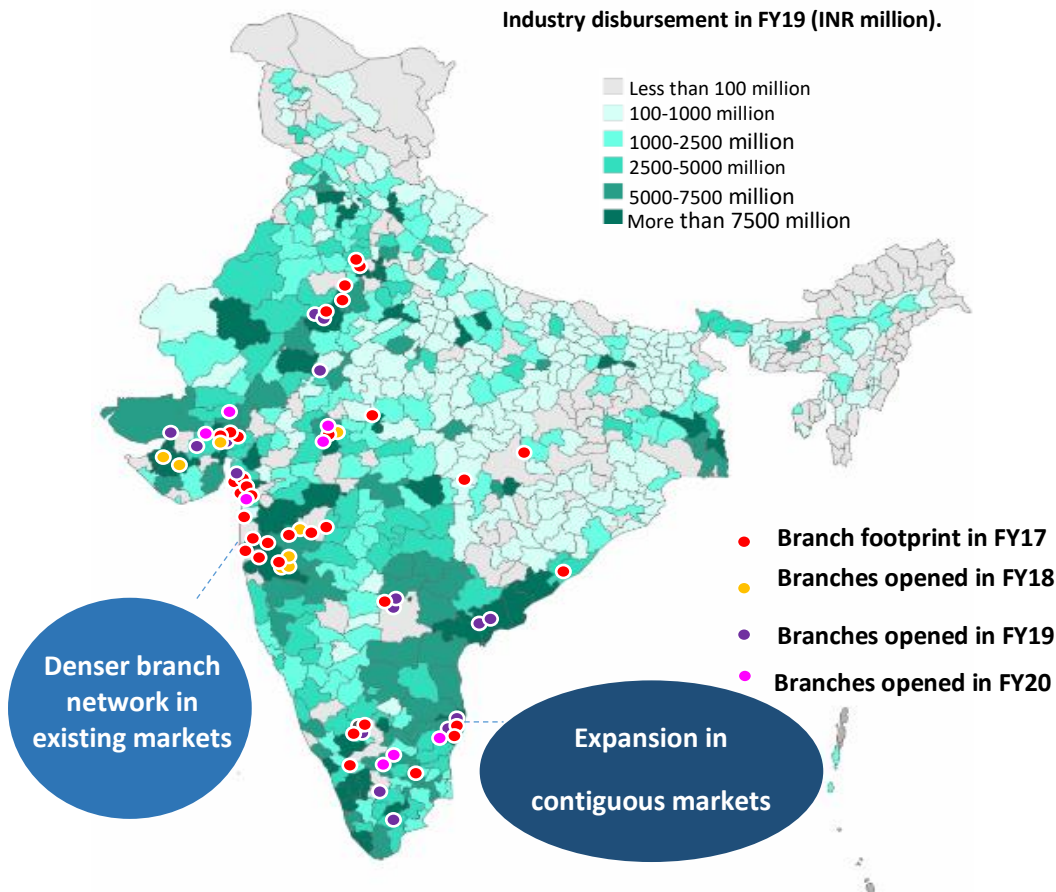 Industry disbursement in FY19 (INR million).
Less than 100 million
100-1000 million
1000-2500 million
2500-5000 million
5000-7500 million
More than 7500 million
Branch footprint in FY17
Branches opened in FY18
Branches opened in FY19
Branches opened in FY20
Denser branch
network in
existing markets
Expansion in
contiguous markets